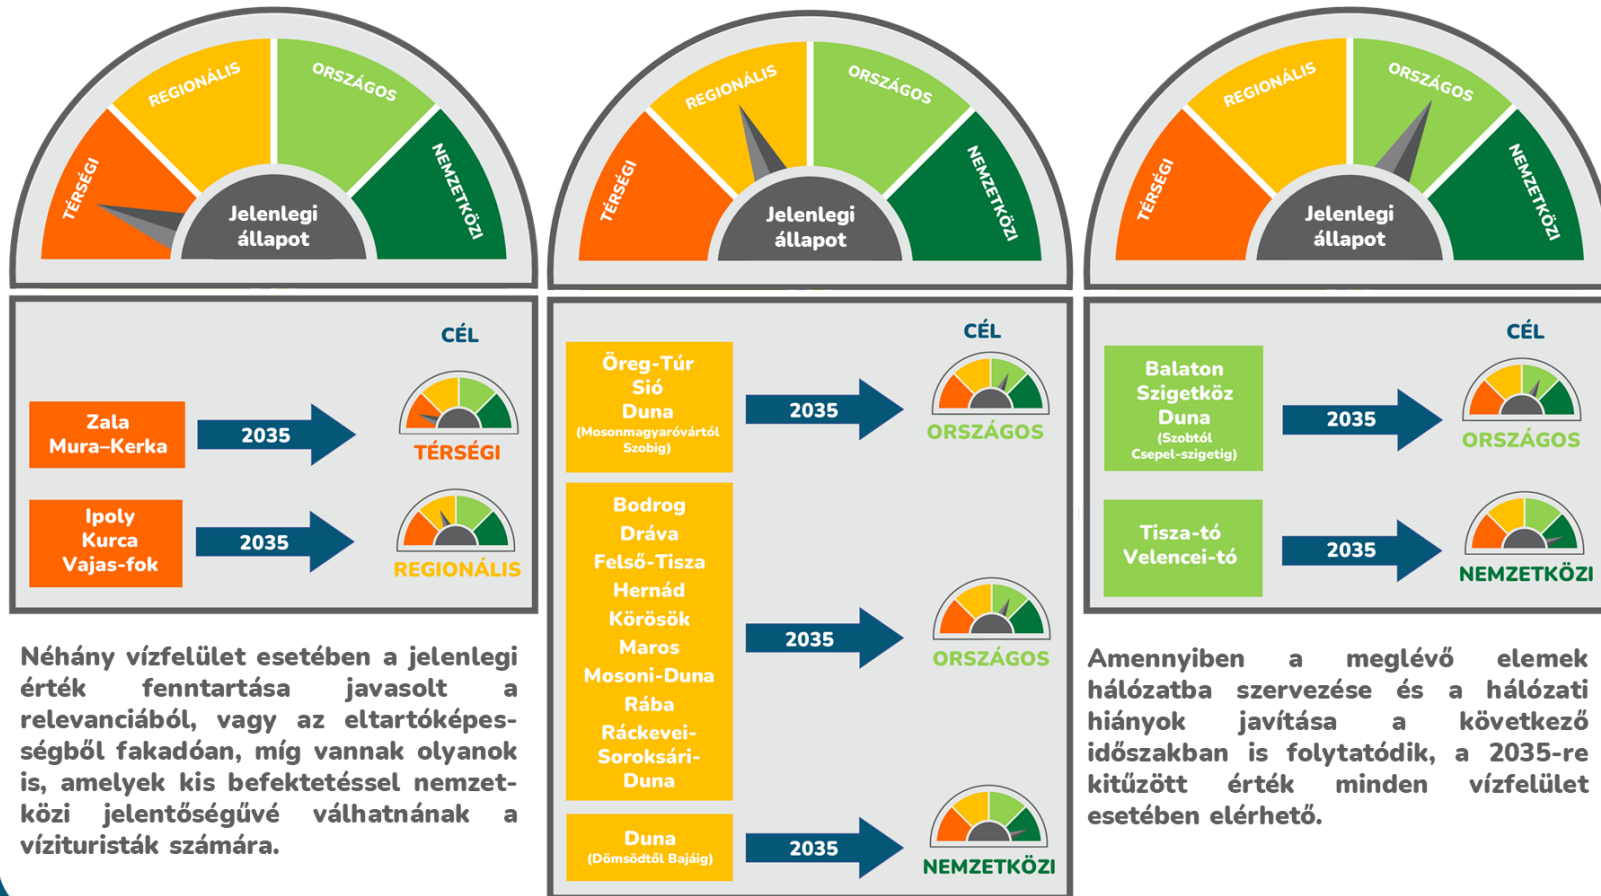 TÉRSÉGI
REGIONÁLIS
ORSZÁGOS
NEMZETKÖZI
Jelenlegi
állapot
CÉL
Zala
Mura–Kerka
2035
TÉRSÉGI
Ipoly
Kurca
Vajas-fok
2035
REGIONÁLIS
Néhány vízfelület esetében a jelenlegi
érték fenntartása javasolt a
relevanciából, vagy az eltartóképes-
ségből fakadóan, míg vannak olyanok
is, amelyek kis befektetéssel nemzet-
közi jelentőségűvé válhatnának a
vízituristák számára.
TÉRSÉGI
REGIONÁLIS
ORSZÁGOS
NEMZETKÖZI
Jelenlegi
állapot
CÉL
Öreg-Túr
Sió
Duna
(Mosonmagyaróvártól
Szobig)
2035
ORSZÁGOS
Bodrog
Dráva
Felső-Tisza
Hernád
Körösök
Maros
Mosoni-Duna
Rába
Ráckevei-
Soroksári-
Duna
2035
ORSZÁGOS
Duna
(Dömsödtől Bajáig)
2035
NEMZETKÖZI
TÉRSÉGI
REGIONÁLIS
ORSZÁGOS
NEMZETKÖZI
Jelenlegi
állapot
CÉL
Balaton
Szigetköz
Duna
(Szobtól
Csepel-szigetig)
2035
ORSZÁGOS
Tisza-tó
Velencei-tó
2035
NEMZETKÖZI
Amennyiben a meglévő elemek
hálózatba szervezése és a hálózati
hiányok javítása a következő
időszakban is folytatódik, a 2035-re
kitűzött érték minden vízfelület
esetében elérhető.